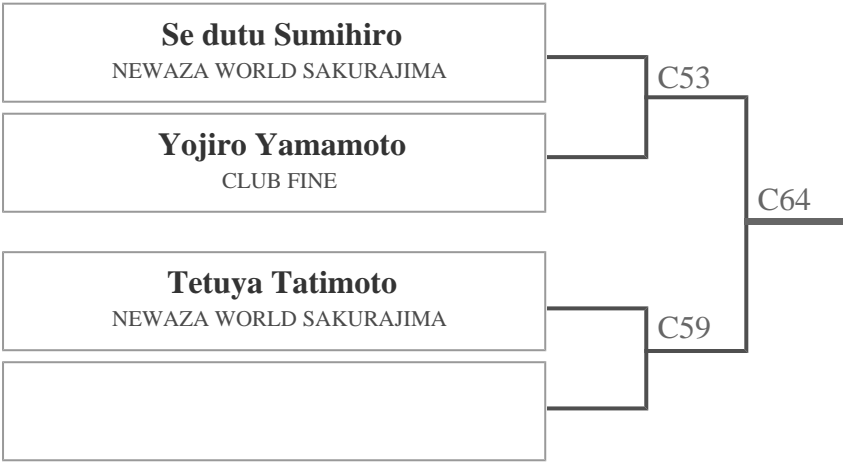 Se dutu Sumihiro
NEWAZA WORLD SAKURAJIMA
C53
Yojiro Yamamoto
CLUB FINE
C64
Tetuya Tatimoto
NEWAZA WORLD SAKURAJIMA
C59